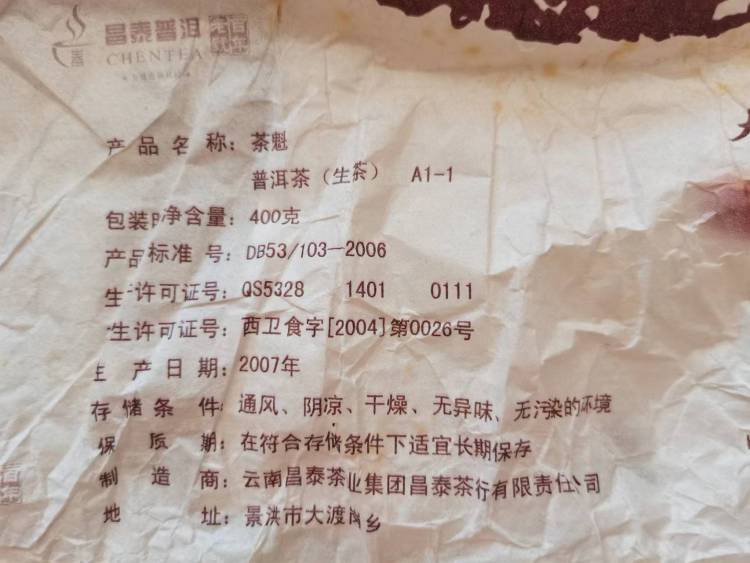 昌泰普洱
CHENTEA
产品名称：茶魁
普洱茶（生茶） A1-1
包装时净含量：400克
产品标准号：DB53/103-2006
生许可证号：QS5328 1401 0111
生许可证号：西卫食字[2004]第0026号
生产日期：2007年
存储条件：通风、阴凉、干燥、无异味、无污染的环境
保质期：在符合存储条件下适宜长期保存
制造商：云南昌泰茶业集团昌泰茶行有限责任公司
地址：景洪市大渡岗乡